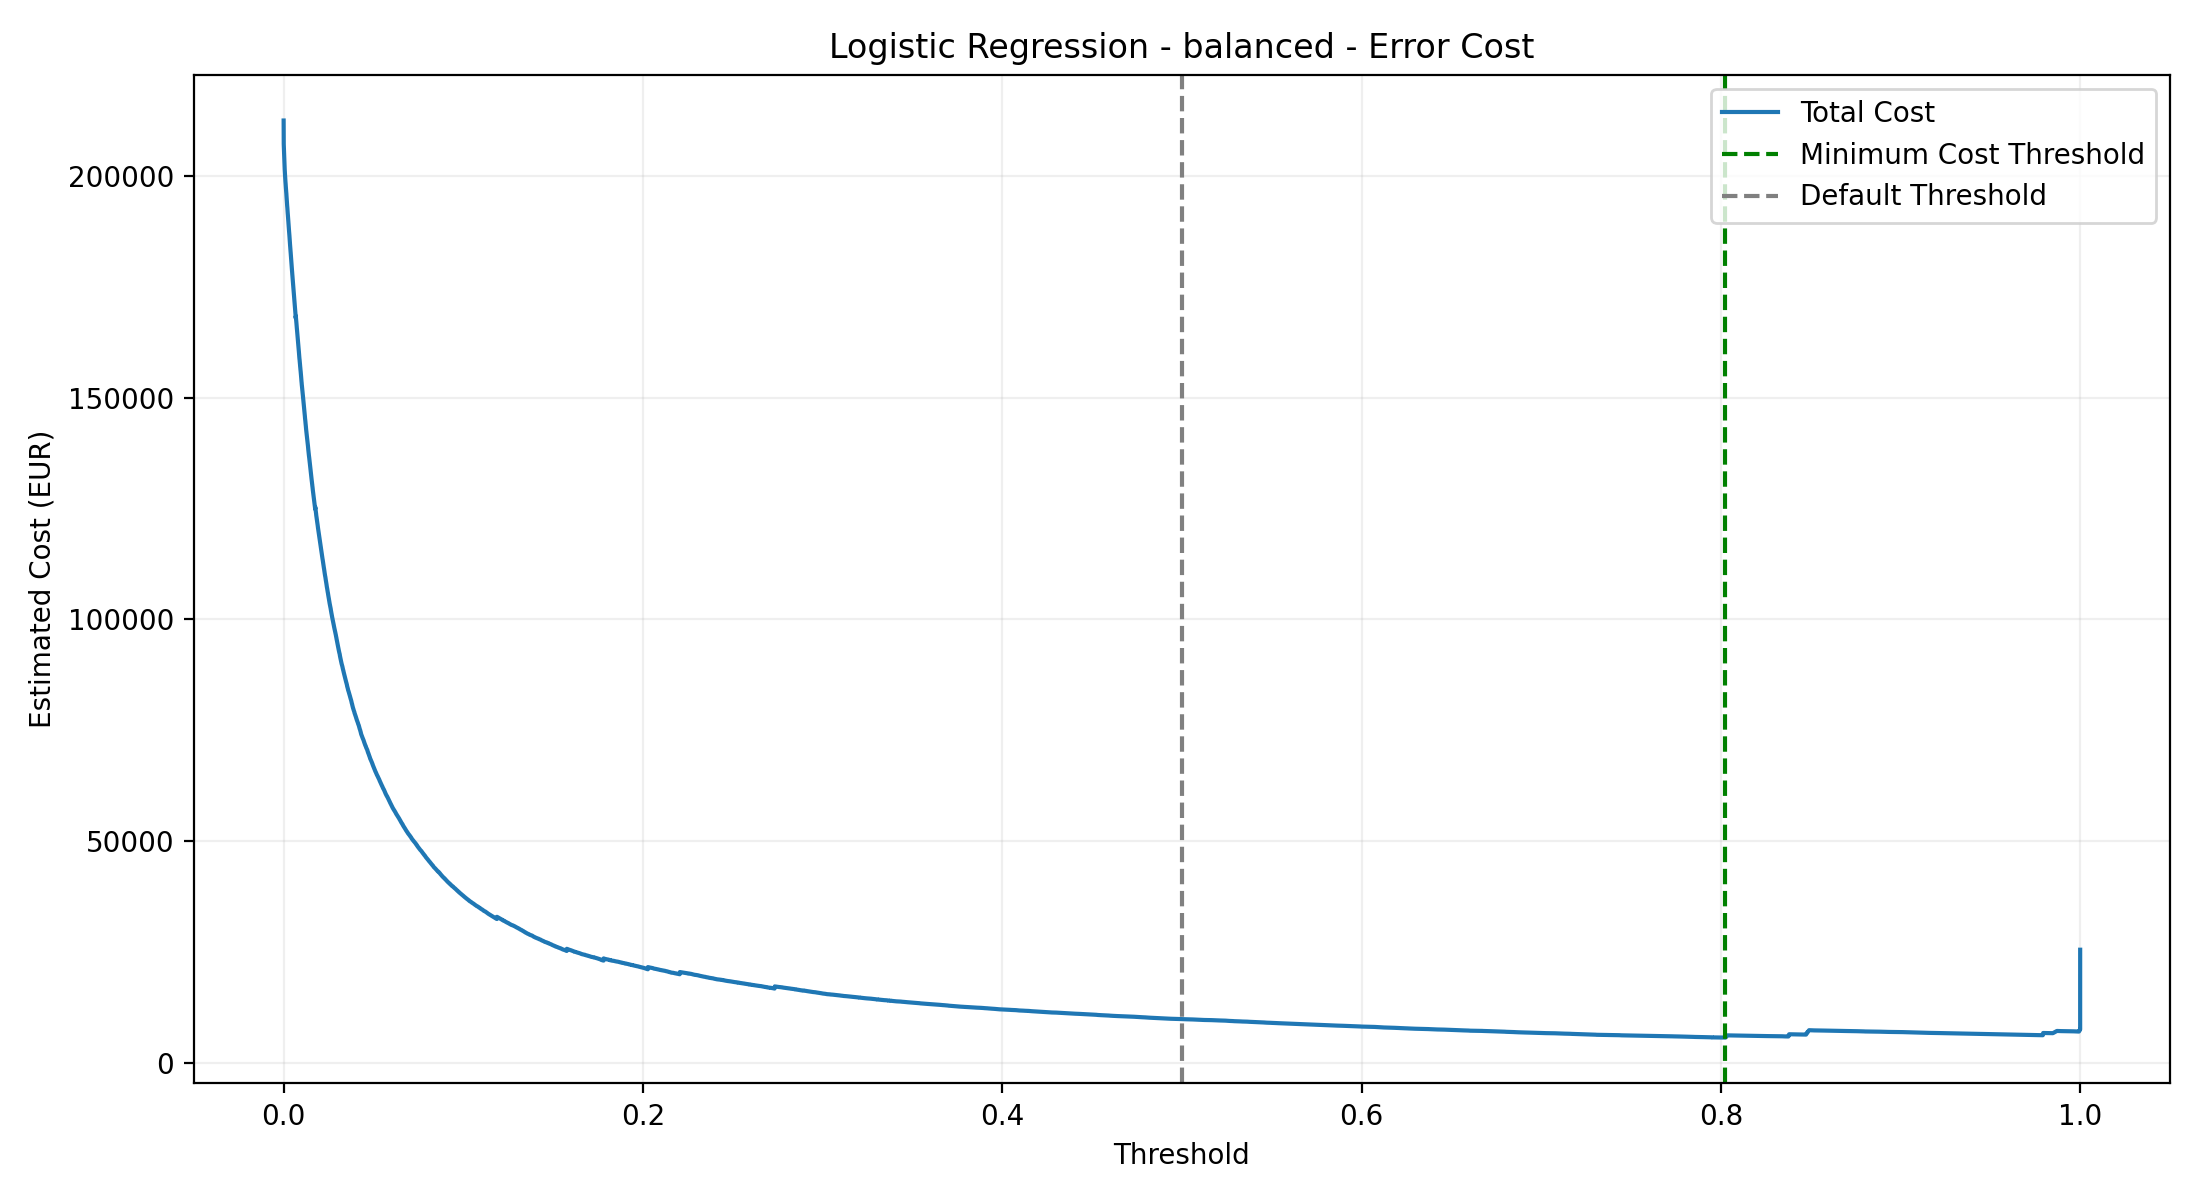 Logistic Regression - balanced - Error Cost
Total Cost
Minimum Cost Threshold
Default Threshold
Estimated Cost (EUR)
200000
150000
100000
50000
0
0.0 0.2 0.4 0.6 0.8 1.0
Threshold